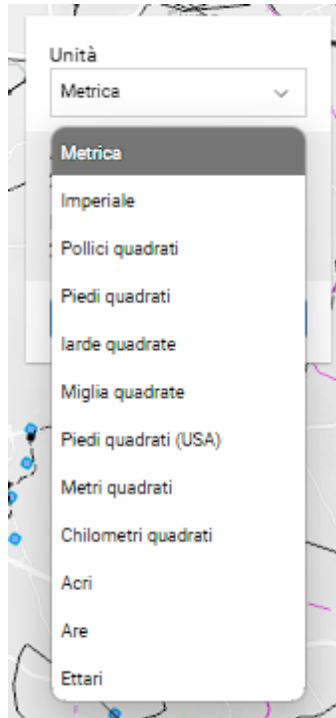 Unità
Metrica
Metrica
Imperiale
Pollici quadrati
Piedi quadrati
Iarde quadrate
Miglia quadrate
Piedi quadrati (USA)
Metri quadrati
Chilometri quadrati
Acri
Are
Ettari